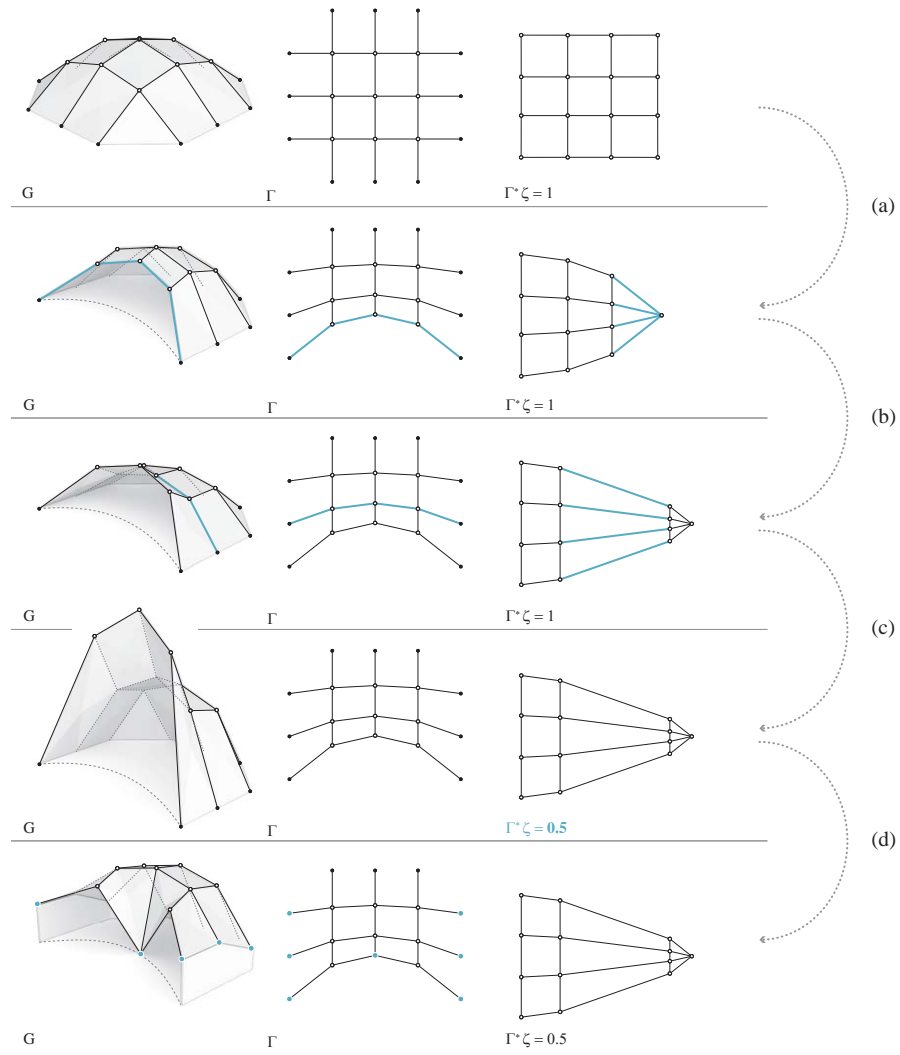 G Γ Γ* ζ = 1
(a)
G Γ Γ* ζ = 1
(b)
G Γ Γ* ζ = 1
(c)
G Γ Γ* ζ = 0.5
(d)
G Γ Γ* ζ = 0.5